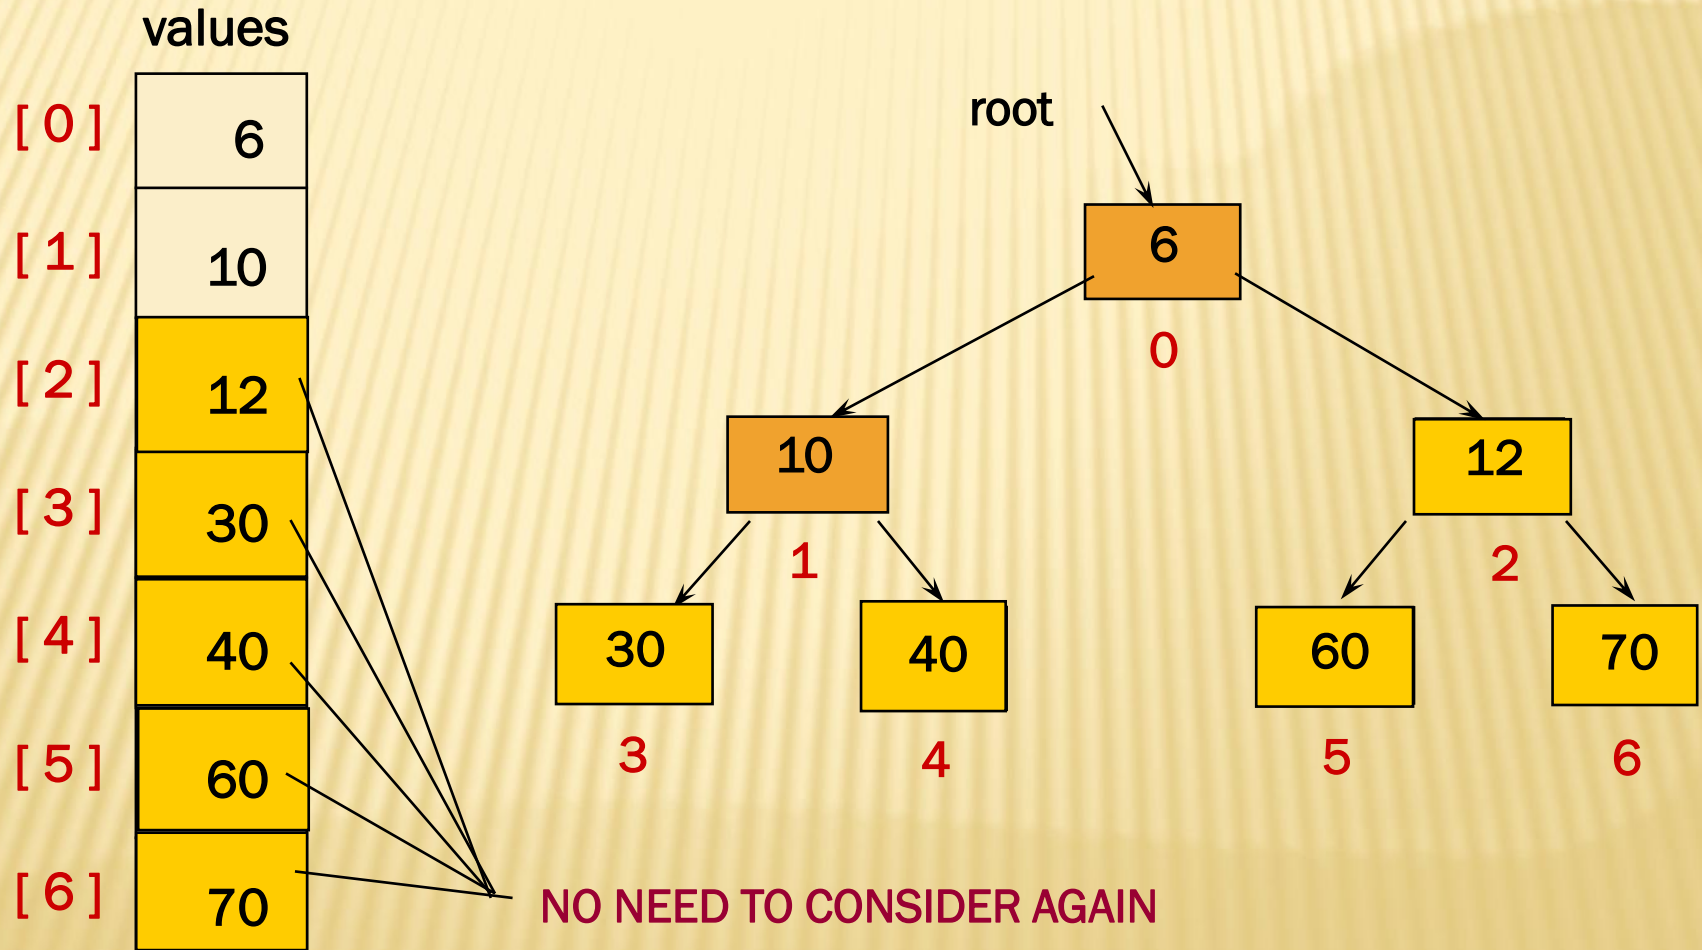 values
[ 0 ] 6
[ 1 ] 10
[ 2 ] 12
[ 3 ] 30
[ 4 ] 40
[ 5 ] 60
[ 6 ] 70
root
6
0
10 12
1 2
30 40 60 70
3 4 5 6
NO NEED TO CONSIDER AGAIN